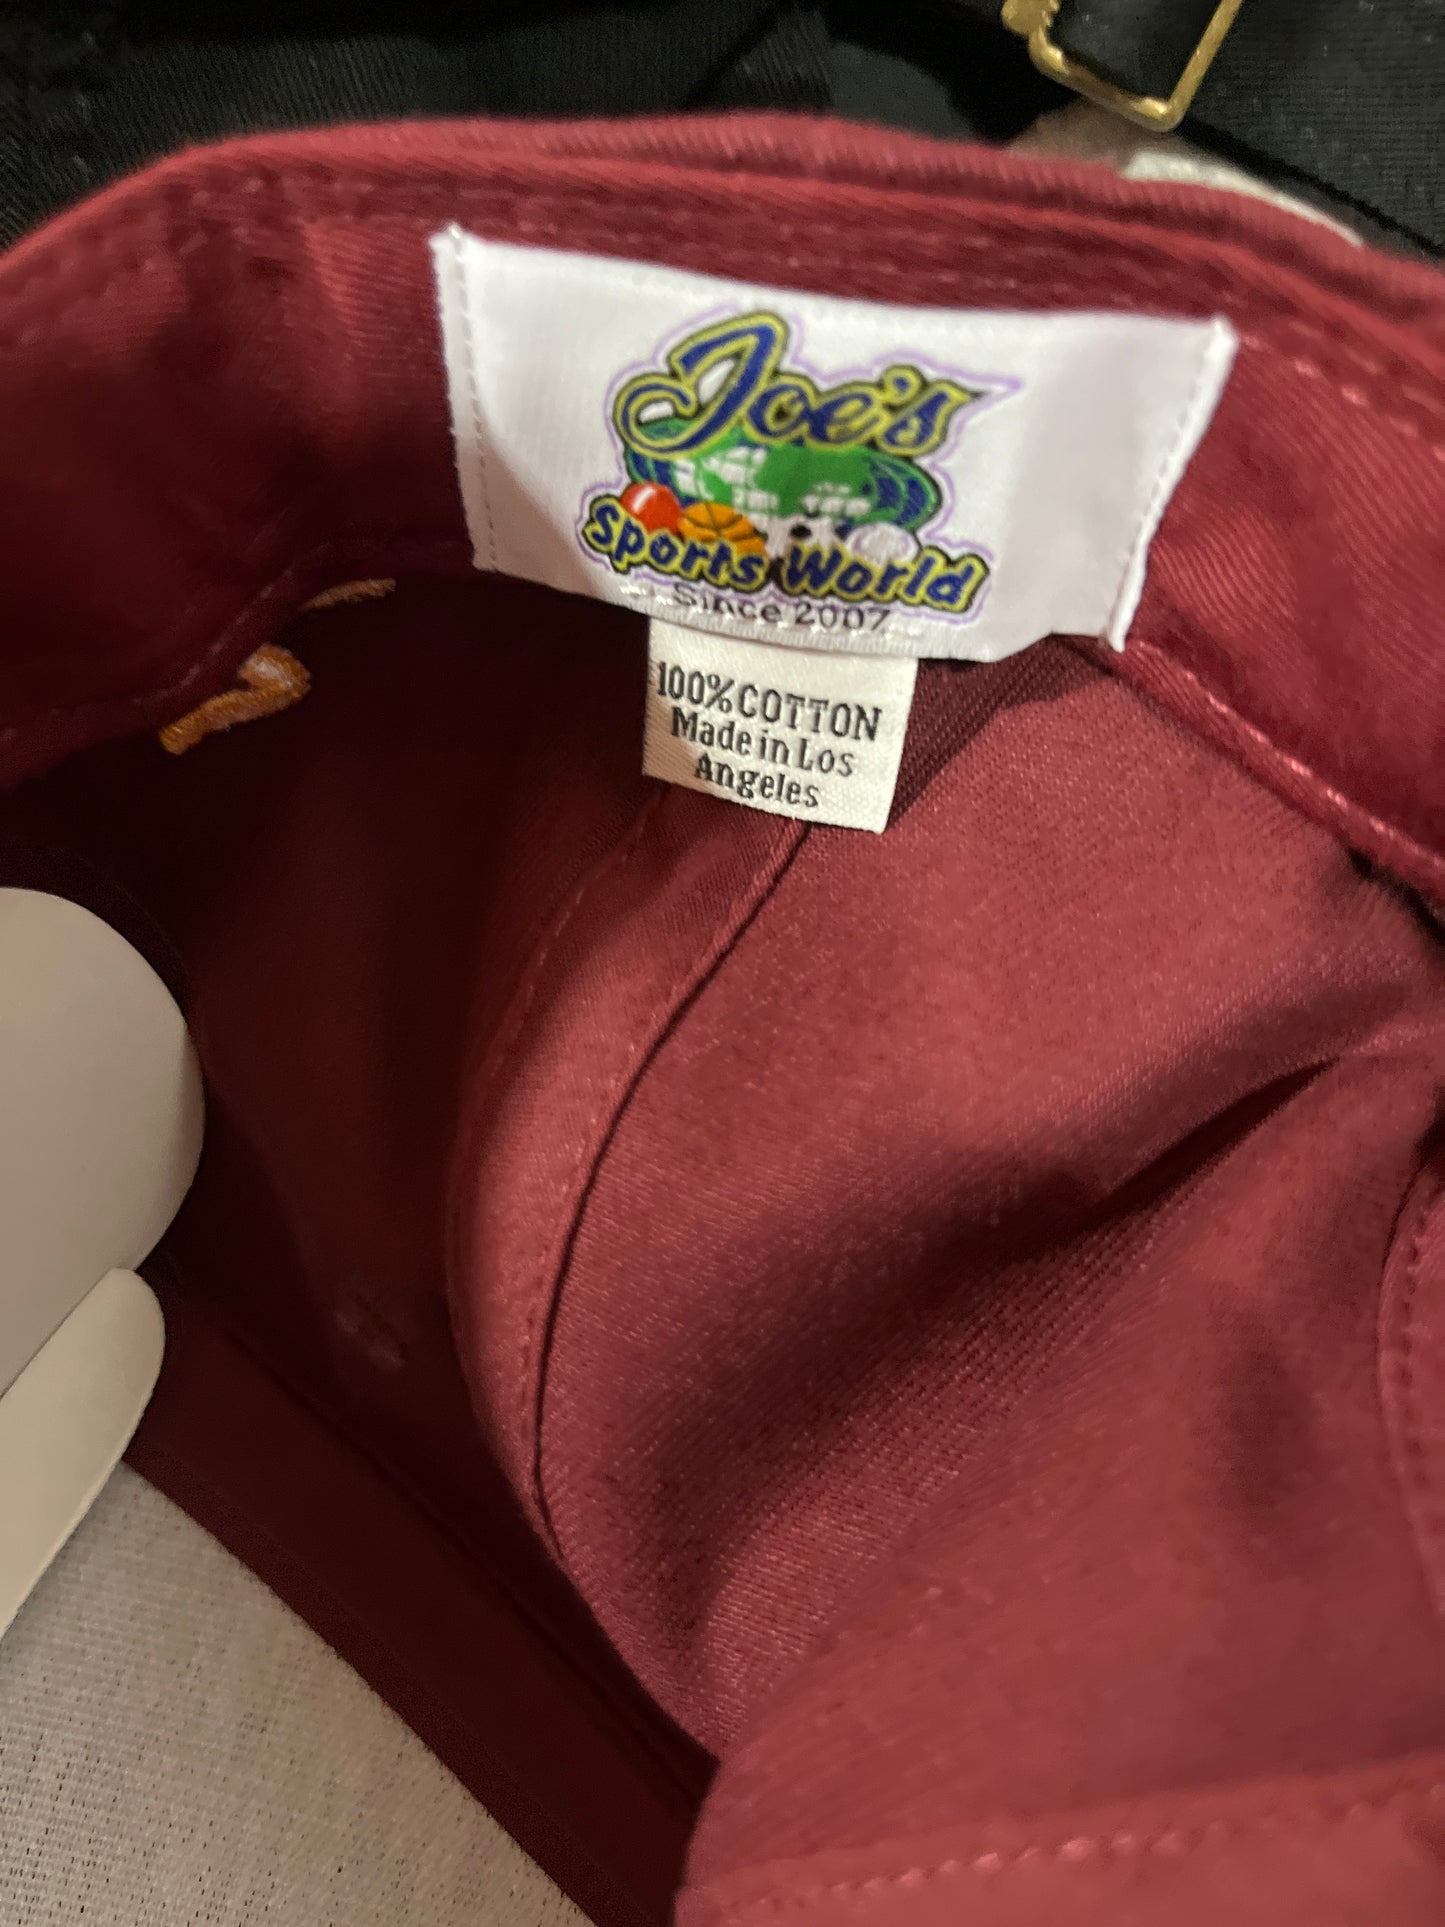 Joe's
Sports World
Since 2007
100% COTTON
Made in Los
Angeles